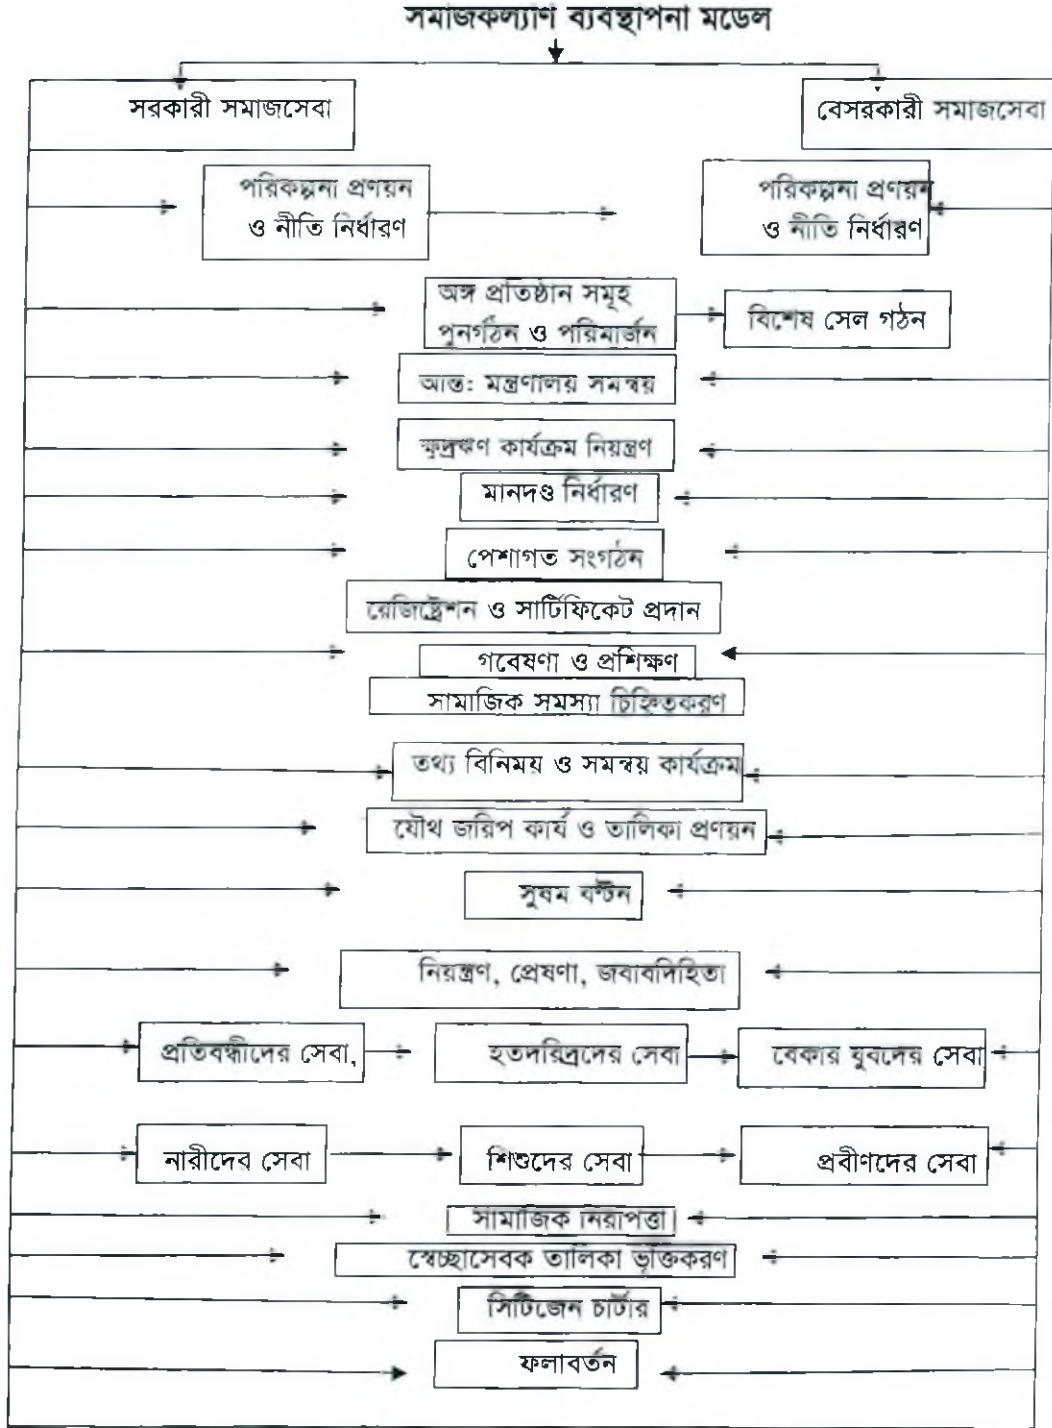 সমাজকল্যাণ ব্যবস্থাপনা মডেল
সরকারী সমাজসেবা
বেসরকারী সমাজসেবা
পরিকল্পনা প্রণয়ন
ও নীতি নির্ধারণ
পরিকল্পনা প্রণয়ন
ও নীতি নির্ধারণ
অঙ্গ প্রতিষ্ঠান সমূহ
পুনর্গঠন ও পরিমার্জন
বিশেষ সেল গঠন
আন্ত: মন্ত্রণালয় সমন্বয়
ক্ষুদ্রঋণ কার্যক্রম নিয়ন্ত্রণ
মানদণ্ড নির্ধারণ
পেশাগত সংগঠন
রেজিষ্ট্রেশন ও সার্টিফিকেট প্রদান
গবেষণা ও প্রশিক্ষণ
সামাজিক সমস্যা চিহ্নিতকরণ
তথ্য বিনিময় ও সমন্বয় কার্যক্রম
যৌথ জরিপ কার্য ও তালিকা প্রণয়ন
সুষম বণ্টন
নিয়ন্ত্রণ, প্রেষণা, জবাবদিহিতা
প্রতিবন্ধীদের সেবা,
হতদরিদ্রদের সেবা
বেকার যুবদের সেবা
নারীদের সেবা
শিশুদের সেবা
প্রবীণদের সেবা
সামাজিক নিরাপত্তা
স্বেচ্ছাসেবক তালিকা ভূক্তিকরণ
সিটিজেন চার্টার
ফলাবর্তন